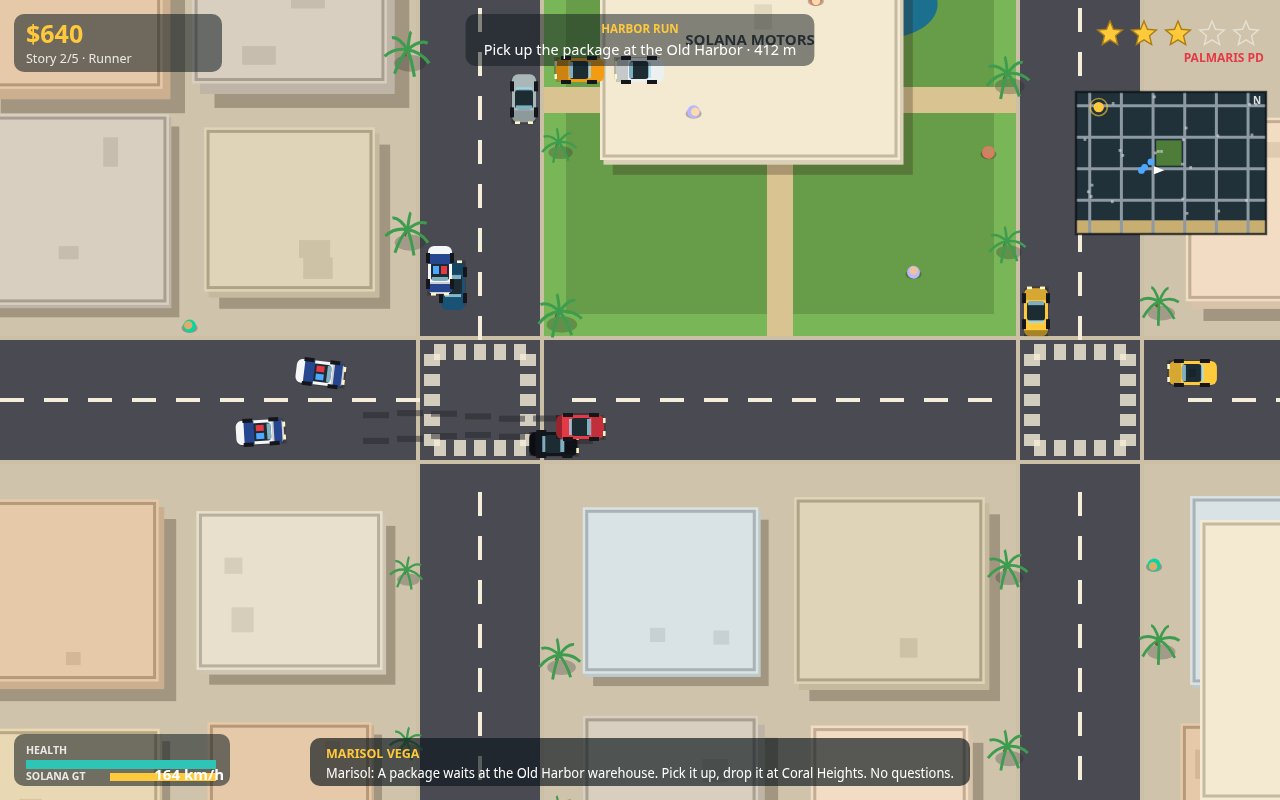 $640
Story 2/5 · Runner
HARBOR RUN
SOLANA MOTORS
Pick up the package at the Old Harbor · 412 m
PALMARIS PD
N
HEALTH
SOLANA GT
164 km/h
MARISOL VEGA
Marisol: A package waits at the Old Harbor warehouse. Pick it up, drop it at Coral Heights. No questions.